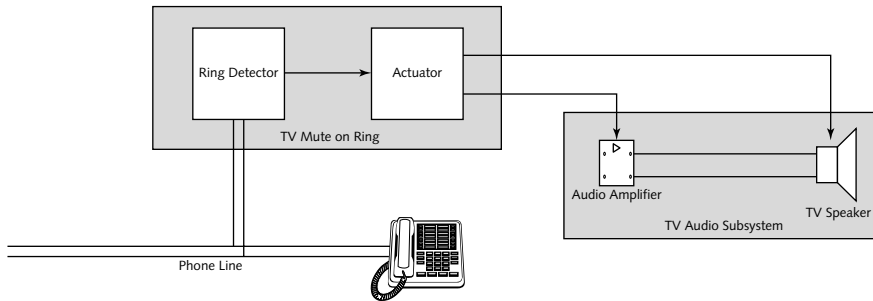 Ring Detector
Actuator
TV Mute on Ring
Audio Amplifier
TV Speaker
TV Audio Subsystem
Phone Line